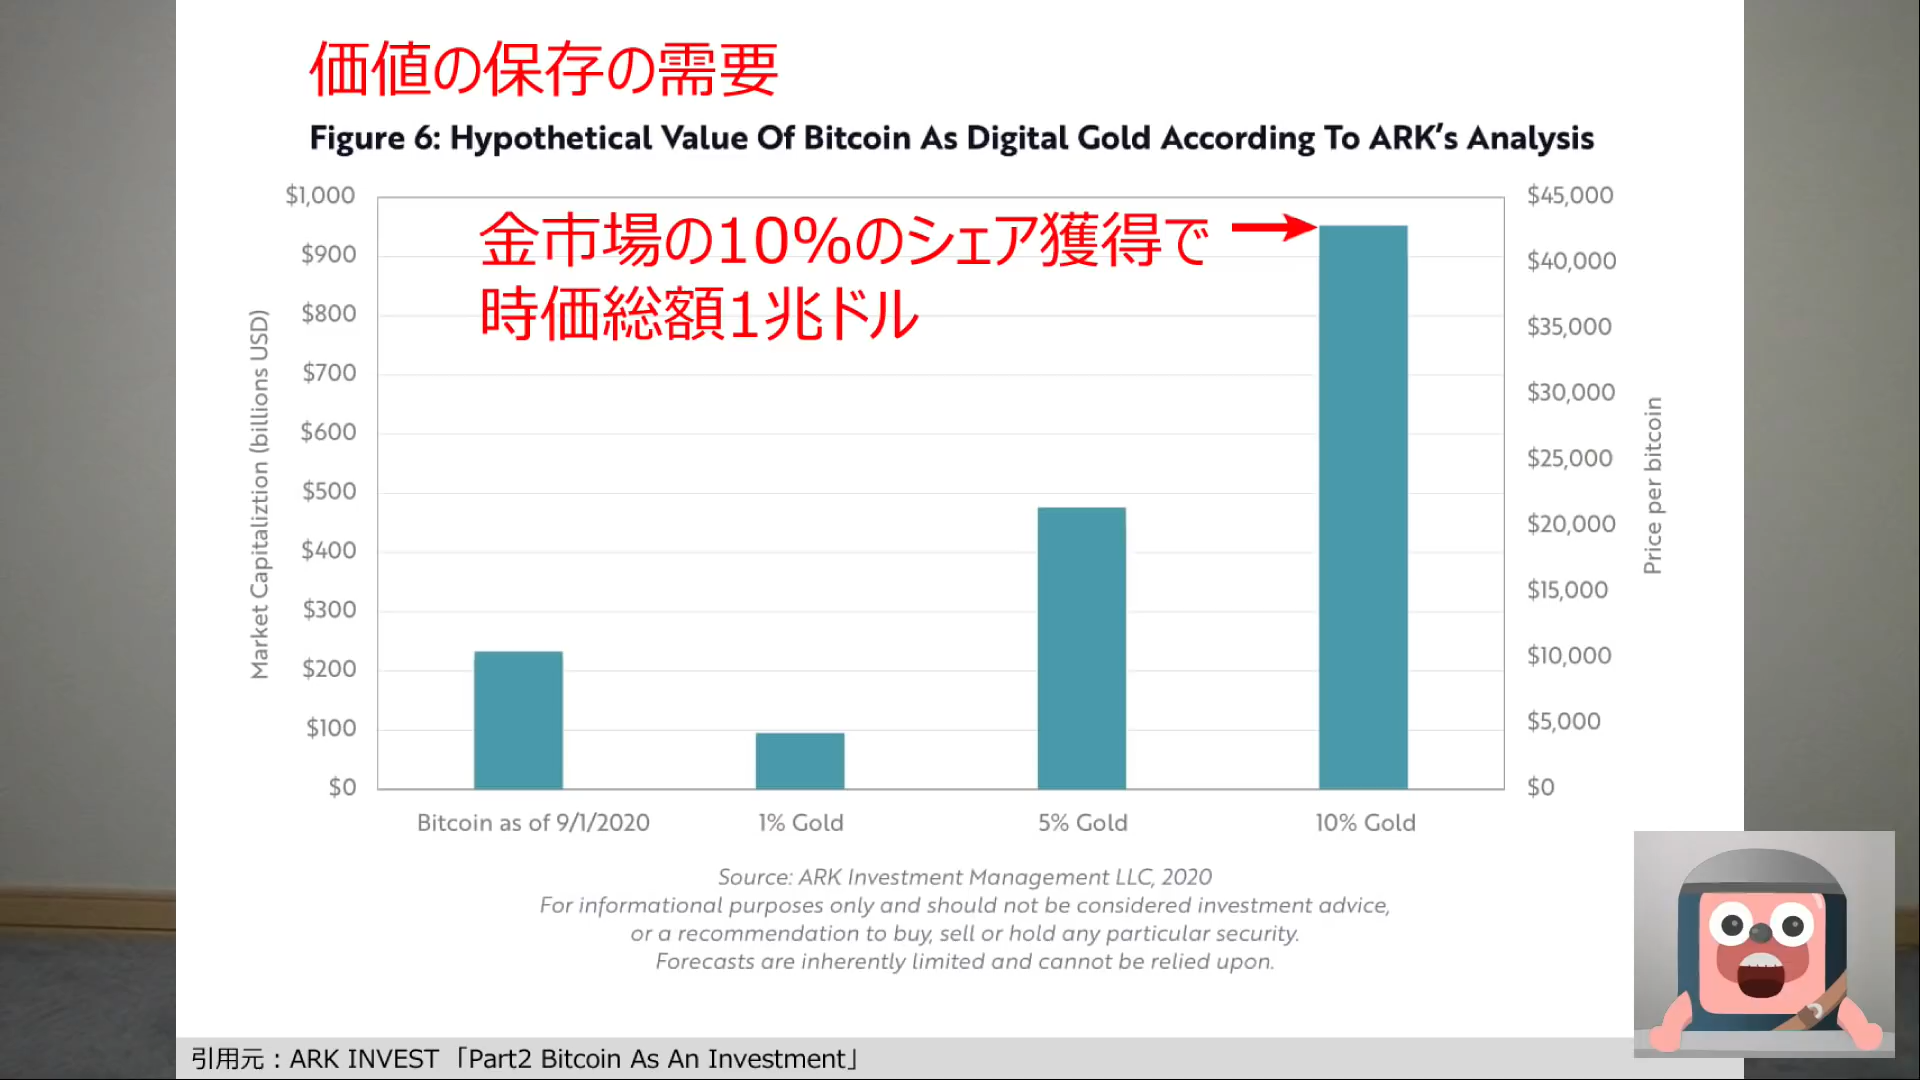 価値の保存の需要
Figure 6: Hypothetical Value Of Bitcoin As Digital Gold According To ARK’s Analysis
金市場の10%のシェア獲得で
時価総額1兆ドル
Market Capitaliztion (billions USD)
$1,000
$900
$800
$700
$600
$500
$400
$300
$200
$100
$0
$45,000
$40,000
$35,000
$30,000
$25,000
$20,000
$15,000
$10,000
$5,000
$0
Price per bitcoin
Bitcoin as of 9/1/2020
1% Gold
5% Gold
10% Gold
Source: ARK Investment Management LLC, 2020
For informational purposes only and should not be considered investment advice,
or a recommendation to buy, sell or hold any particular security.
Forecasts are inherently limited and cannot be relied upon.
引用元：ARK INVEST「Part2 Bitcoin As An Investment」